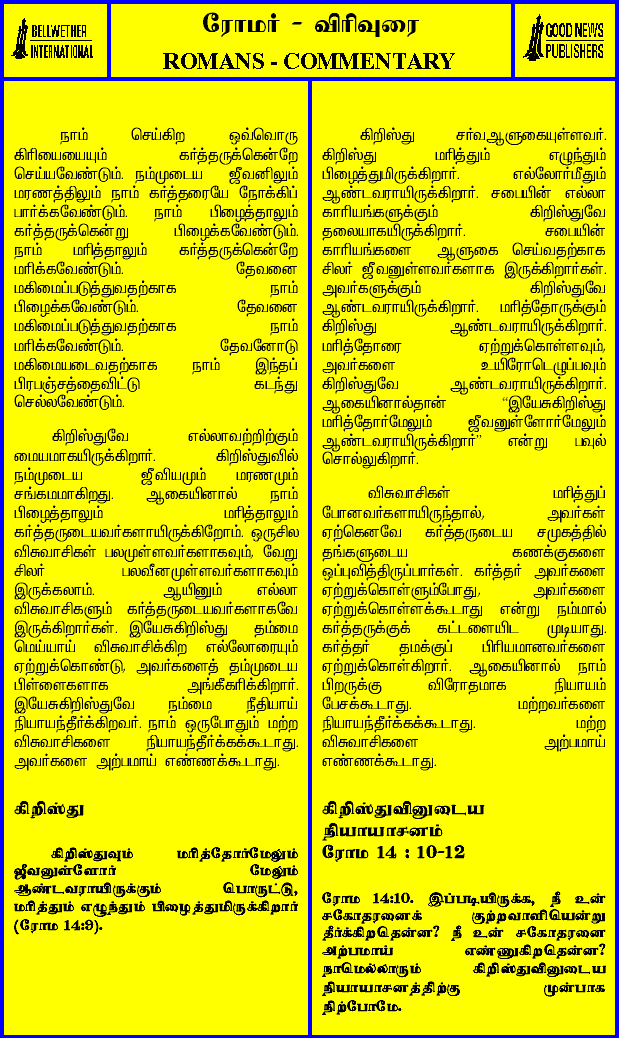 BELLWETHER
INTERNATIONAL
ரோமர் - விரிவுரை
ROMANS - COMMENTARY
GOOD NEWS
PUBLISHERS
நாம் செய்கிற ஒவ்வொரு
கிரியையையும் கர்த்தருக்கென்றே
செய்யவேண்டும். நம்முடைய ஜீவனிலும்
மரணத்திலும் நாம் கர்த்தரையே நோக்கிப்
பார்க்கவேண்டும். நாம் பிழைத்தாலும்
கர்த்தருக்கென்று பிழைக்கவேண்டும்.
நாம் மரித்தாலும் கர்த்தருக்கென்றே
மரிக்கவேண்டும். தேவனை
மகிமைப்படுத்துவதற்காக நாம்
பிழைக்கவேண்டும். தேவனை
மகிமைப்படுத்துவதற்காக நாம்
மரிக்கவேண்டும். தேவனோடு
மகிமையடைவதற்காக நாம் இந்தப்
பிரபஞ்சத்தைவிட்டு கடந்து
செல்லவேண்டும்.
கிறிஸ்துவே எல்லாவற்றிற்கும்
மையமாகயிருக்கிறார். கிறிஸ்துவில்
நம்முடைய ஜீவியமும் மரணமும்
சங்கமமாகிறது. ஆகையினால் நாம்
பிழைத்தாலும் மரித்தாலும்
கர்த்தருடையவர்களாயிருக்கிறோம். ஒருசில
விசுவாசிகள் பலமுள்ளவர்களாகவும், வேறு
சிலர் பலவீனமுள்ளவர்களாகவும்
இருக்கலாம். ஆயினும் எல்லா
விசுவாசிகளும் கர்த்தருடையவர்களாகவே
இருக்கிறார்கள். இயேசுகிறிஸ்து தம்மை
மெய்யாய் விசுவாசிக்கிற எல்லோரையும்
ஏற்றுக்கொண்டு, அவர்களைத் தம்முடைய
பிள்ளைகளாக அங்கீகரிக்கிறார்.
இயேசுகிறிஸ்துவே நம்மை நீதியாய்
நியாயந்தீர்க்கிறவர். நாம் ஒருபோதும் மற்ற
விசுவாசிகளை நியாயந்தீர்க்கக்கூடாது.
அவர்களை அற்பமாய் எண்ணக்கூடாது.
கிறிஸ்து
கிறிஸ்துவும் மரித்தோர்மேலும்
ஜீவனுள்ளோர் மேலும்
ஆண்டவராயிருக்கும் பொருட்டு,
மரித்தும் எழுந்தும் பிழைத்துமிருக்கிறார்
(ரோம 14:9).
கிறிஸ்து சர்வஆளுகையுள்ளவர்.
கிறிஸ்து மரித்தும் எழுந்தும்
பிழைத்துமிருக்கிறார். எல்லோர்மீதும்
ஆண்டவராயிருக்கிறார். சபையின் எல்லா
காரியங்களுக்கும் கிறிஸ்துவே
தலையாகயிருக்கிறார். சபையின்
காரியங்களை ஆளுகை செய்வதற்காக
சிலர் ஜீவனுள்ளவர்களாக இருக்கிறார்கள்.
அவர்களுக்கும் கிறிஸ்துவே
ஆண்டவராயிருக்கிறார். மரித்தோருக்கும்
கிறிஸ்து ஆண்டவராயிருக்கிறார்.
மரித்தோரை ஏற்றுக்கொள்ளவும்,
அவர்களை உயிரோடெழுப்பவும்
கிறிஸ்துவே ஆண்டவராயிருக்கிறார்.
ஆகையினால்தான் “இயேசுகிறிஸ்து
மரித்தோர்மேலும் ஜீவனுள்ளோர்மேலும்
ஆண்டவராயிருக்கிறார்” என்று பவுல்
சொல்லுகிறார்.
விசுவாசிகள் மரித்துப்
போனவர்களாயிருந்தால், அவர்கள்
ஏற்கெனவே கர்த்தருடைய சமுகத்தில்
தங்களுடைய கணக்குகளை
ஒப்புவித்திருப்பார்கள். கர்த்தர் அவர்களை
ஏற்றுக்கொள்ளும்போது, அவர்களை
ஏற்றுக்கொள்ளக்கூடாது என்று நம்மால்
கர்த்தருக்குக் கட்டளையிட முடியாது.
கர்த்தர் தமக்குப் பிரியமானவர்களை
ஏற்றுக்கொள்கிறார். ஆகையினால் நாம்
பிறருக்கு விரோதமாக நியாயம்
பேசக்கூடாது. மற்றவர்களை
நியாயந்தீர்க்கக்கூடாது. மற்ற
விசுவாசிகளை அற்பமாய்
எண்ணக்கூடாது.
கிறிஸ்துவினுடைய
நியாயாசனம்
ரோம 14 : 10-12
ரோம 14:10. இப்படியிருக்க, நீ உன்
சகோதரனைக் குற்றவாளியென்று
தீர்க்கிறதென்ன? நீ உன் சகோதரனை
அற்பமாய் எண்ணுகிறதென்ன?
நாமெல்லாரும் கிறிஸ்துவினுடைய
நியாயாசனத்திற்கு முன்பாக
நிற்போமே.